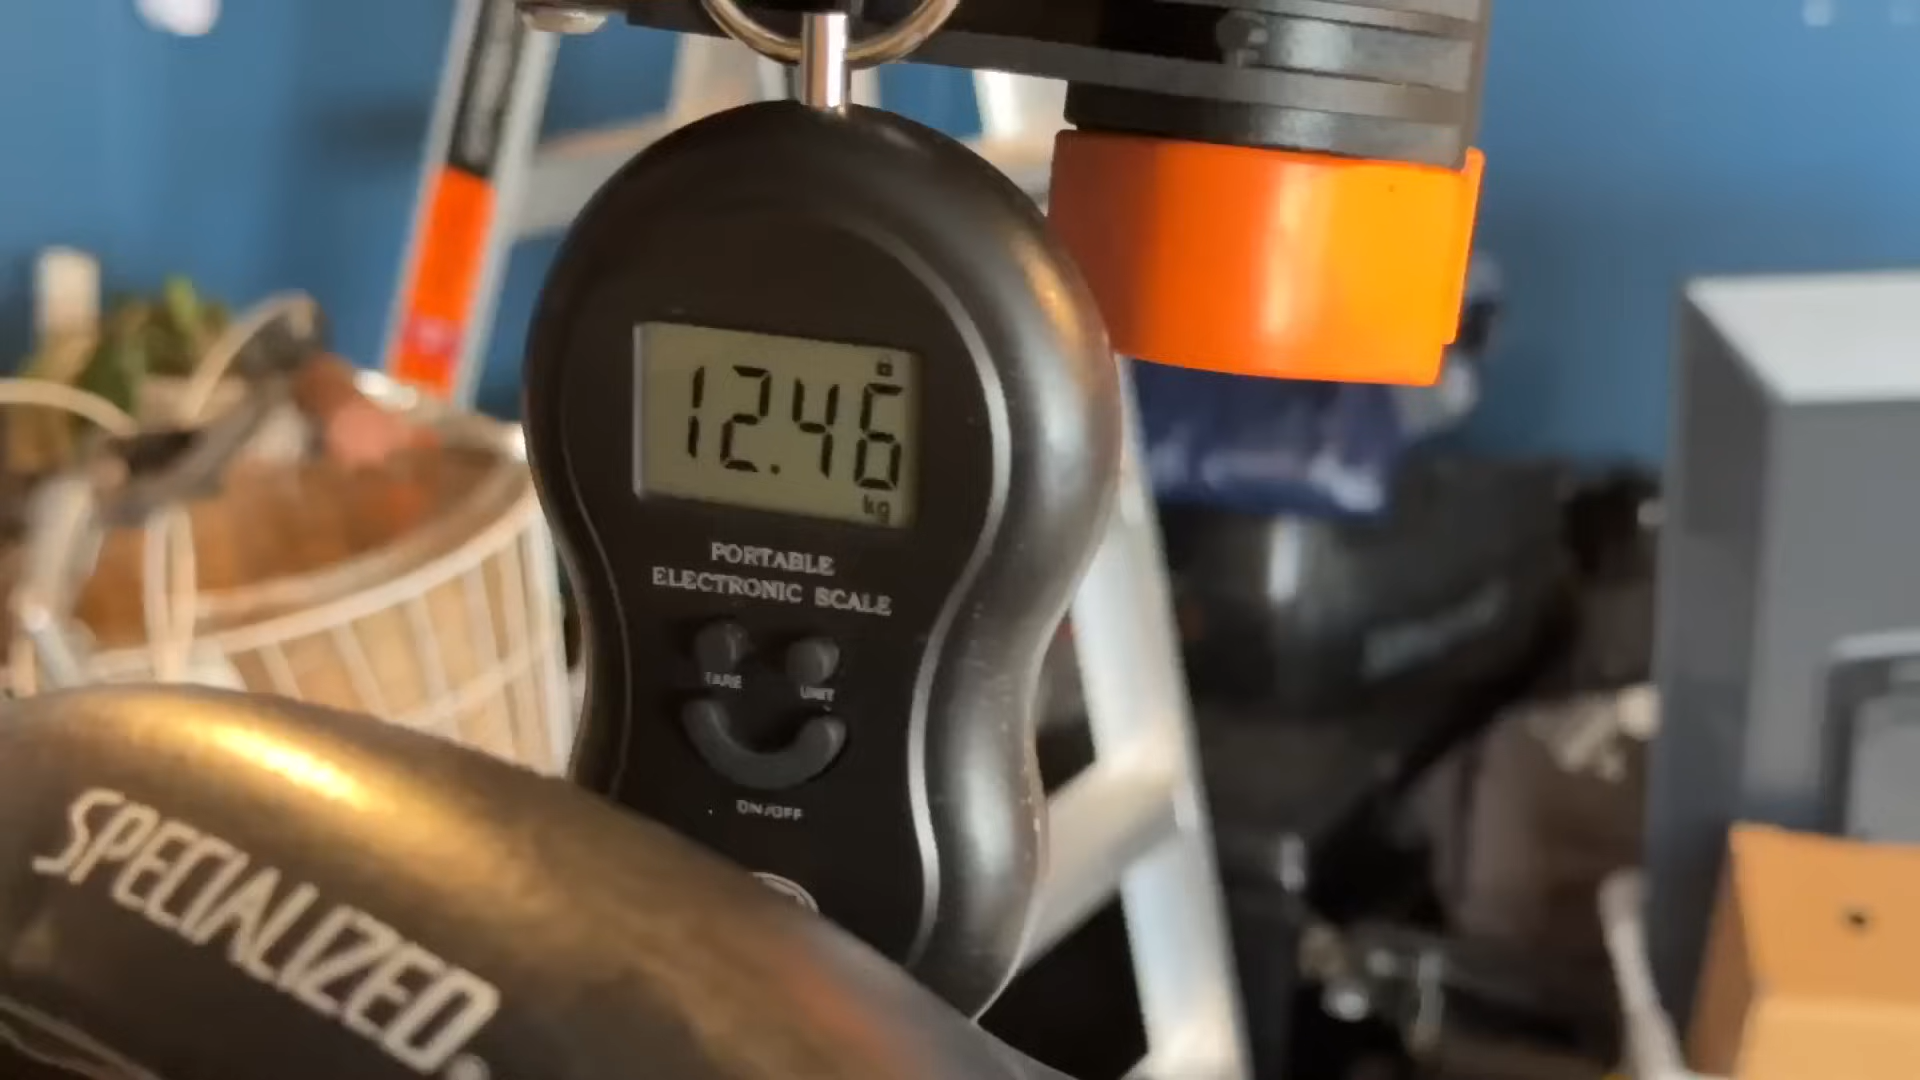 12.46
kg
PORTABLE
ELECTRONIC SCALE
TARE
UNIT
ON/OFF
SPECIALIZED